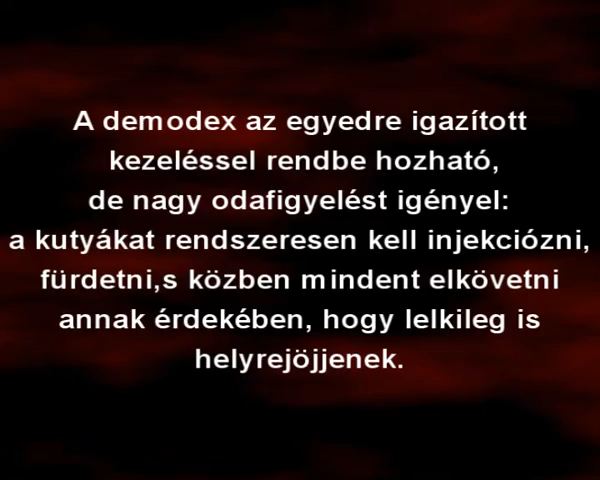 A demodex az egyedre igazított
kezeléssel rendbe hozható,
de nagy odafigyelést igényel:
a kutyákat rendszeresen kell injekciózni,
fürdetni,s közben mindent elkövetni
annak érdekében, hogy lelkileg is
helyrejöjjenek.